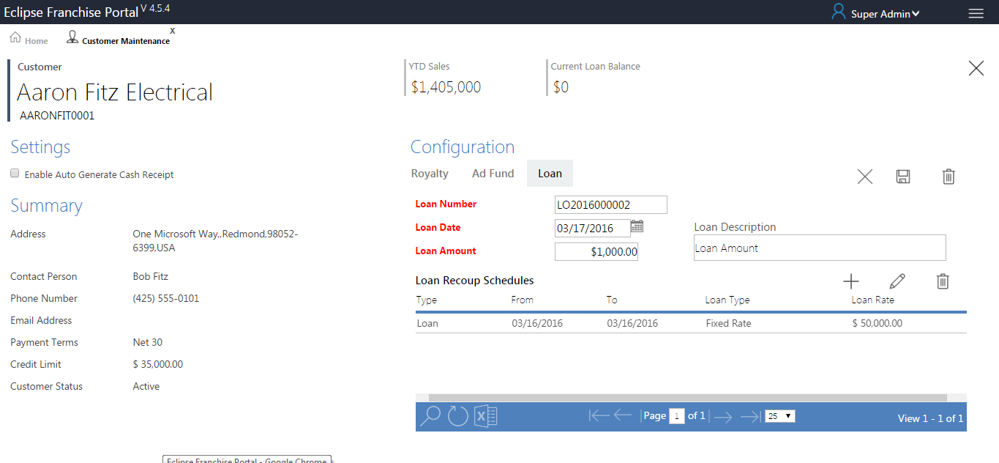 Eclipse Franchise Portal V 4.5.4
Super Admin
Home
Customer Maintenance
X
Customer
Aaron Fitz Electrical
AARONFIT0001
YTD Sales
$1,405,000
Current Loan Balance
$0
Settings
Enable Auto Generate Cash Receipt
Summary
Address One Microsoft Way,,Redmond,98052-
6399,USA
Contact Person Bob Fitz
Phone Number (425) 555-0101
Email Address
Payment Terms Net 30
Credit Limit $ 35,000.00
Customer Status Active
Configuration
Royalty Ad Fund Loan
Loan Number LO2016000002
Loan Date 03/17/2016
Loan Amount $1,000.00
Loan Description
Loan Amount
Loan Recoup Schedules
Type From To Loan Type Loan Rate
Loan 03/16/2016 03/16/2016 Fixed Rate $ 50,000.00
X Page 1 of 1 25 View 1 - 1 of 1
Eclipse Franchise Portal - Google Chrome